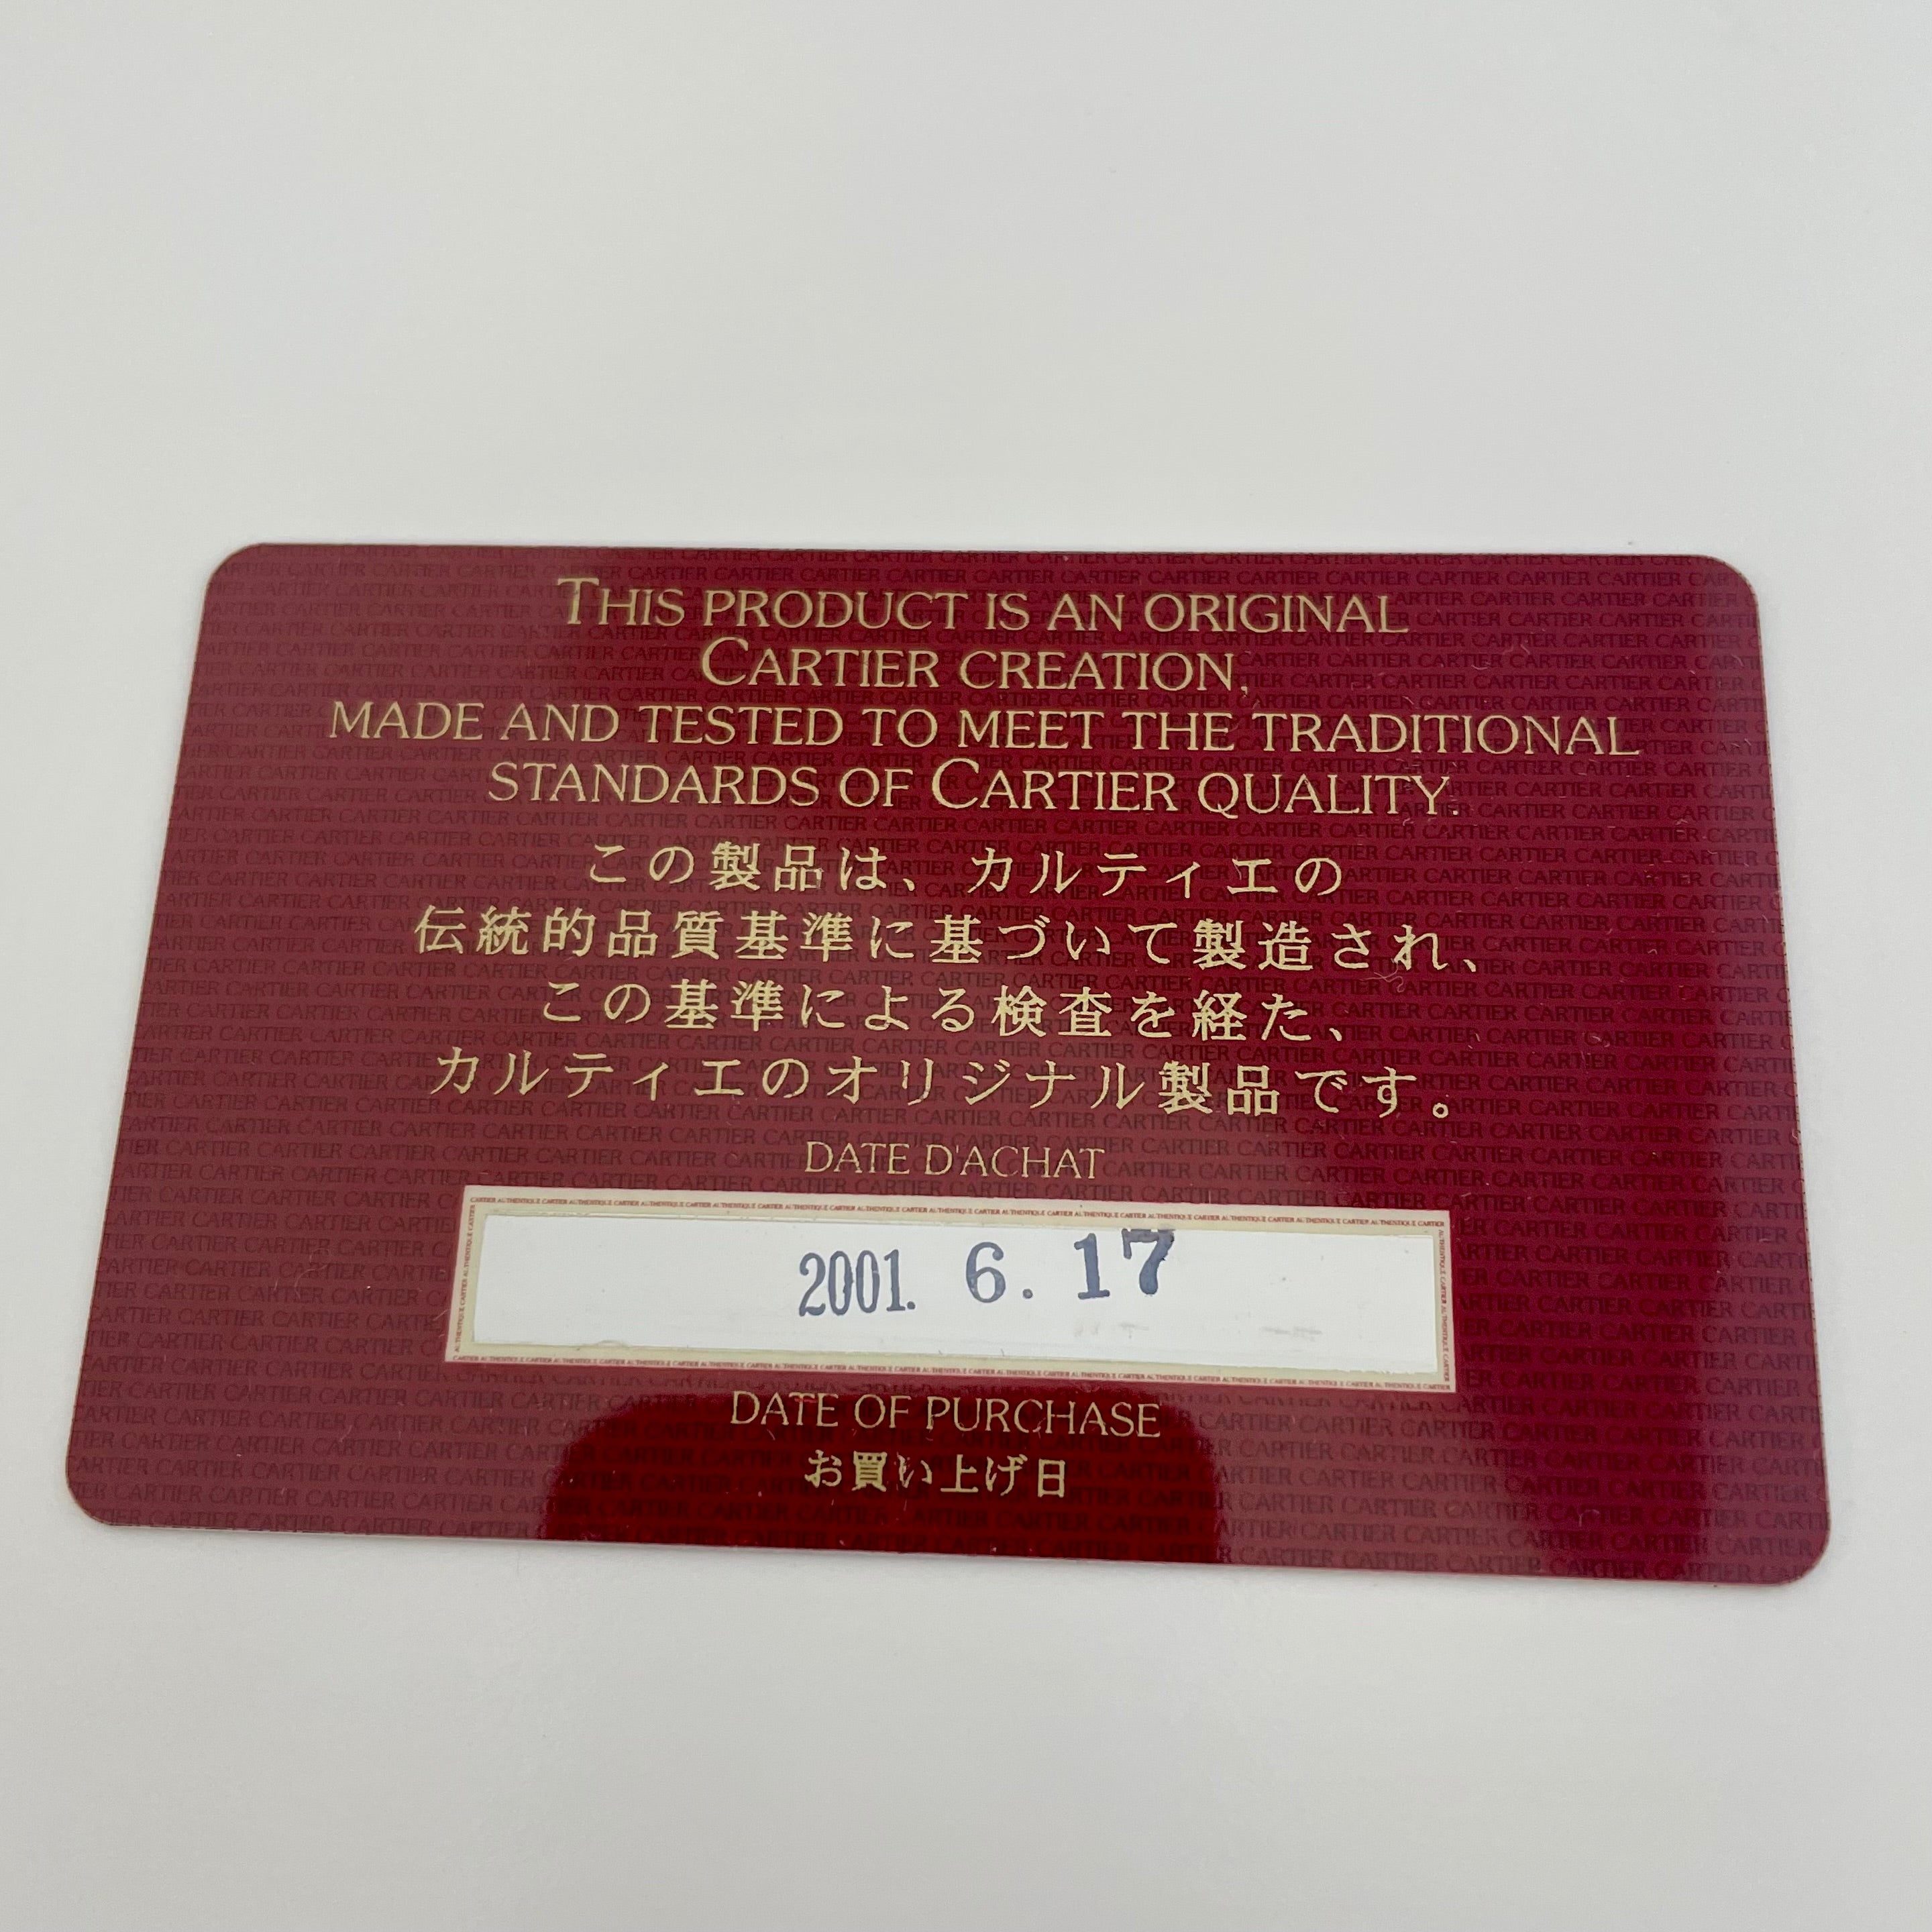 THIS PRODUCT IS AN ORIGINAL
CARTIER CREATION,
MADE AND TESTED TO MEET THE TRADITIONAL
STANDARDS OF CARTIER QUALITY.
この製品は、カルティエの
伝統的品質基準に基づいて製造され、
この基準による検査を経た、
カルティエのオリジナル製品です。
DATE D'ACHAT
2001. 6. 17
DATE OF PURCHASE
お買い上げ日